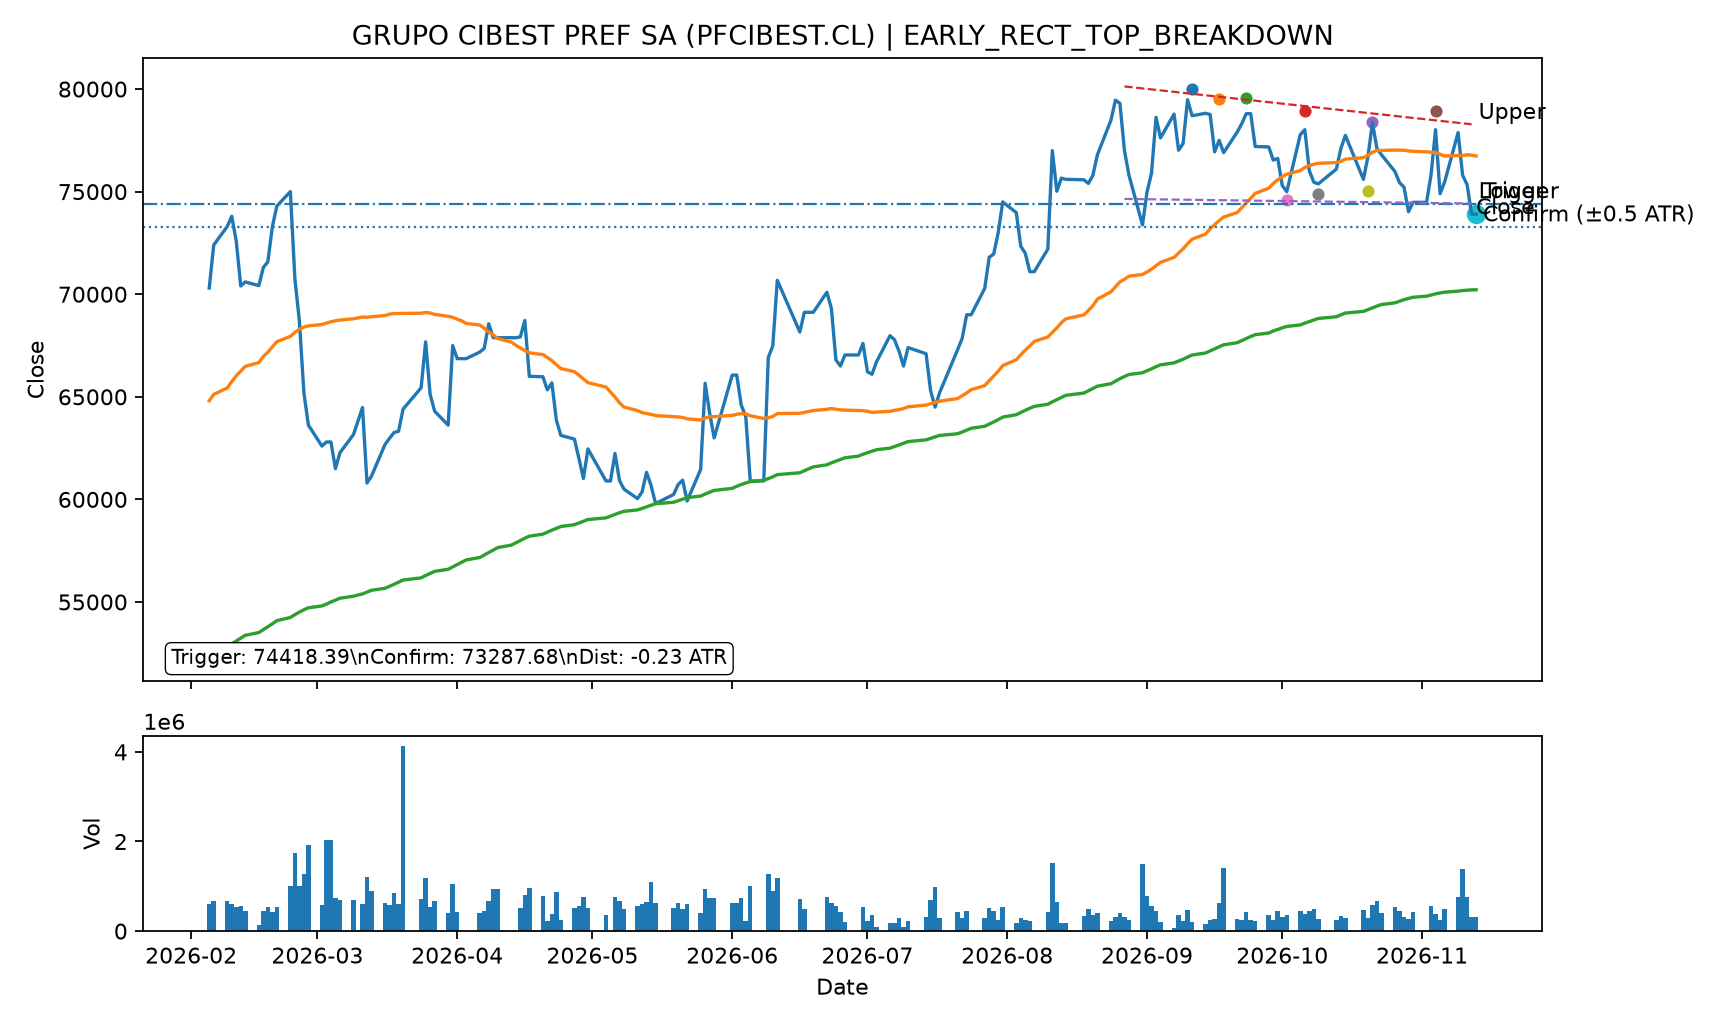 GRUPO CIBEST PREF SA (PFCIBEST.CL) | EARLY_RECT_TOP_BREAKDOWN
Close
80000
75000
70000
65000
60000
55000
Upper
Lower
Trigger
Close
Confirm (±0.5 ATR)
Trigger: 74418.39\nConfirm: 73287.68\nDist: -0.23 ATR
1e6
Vol
4
2
0
2026-02
2026-03
2026-04
2026-05
2026-06
2026-07
2026-08
2026-09
2026-10
2026-11
Date